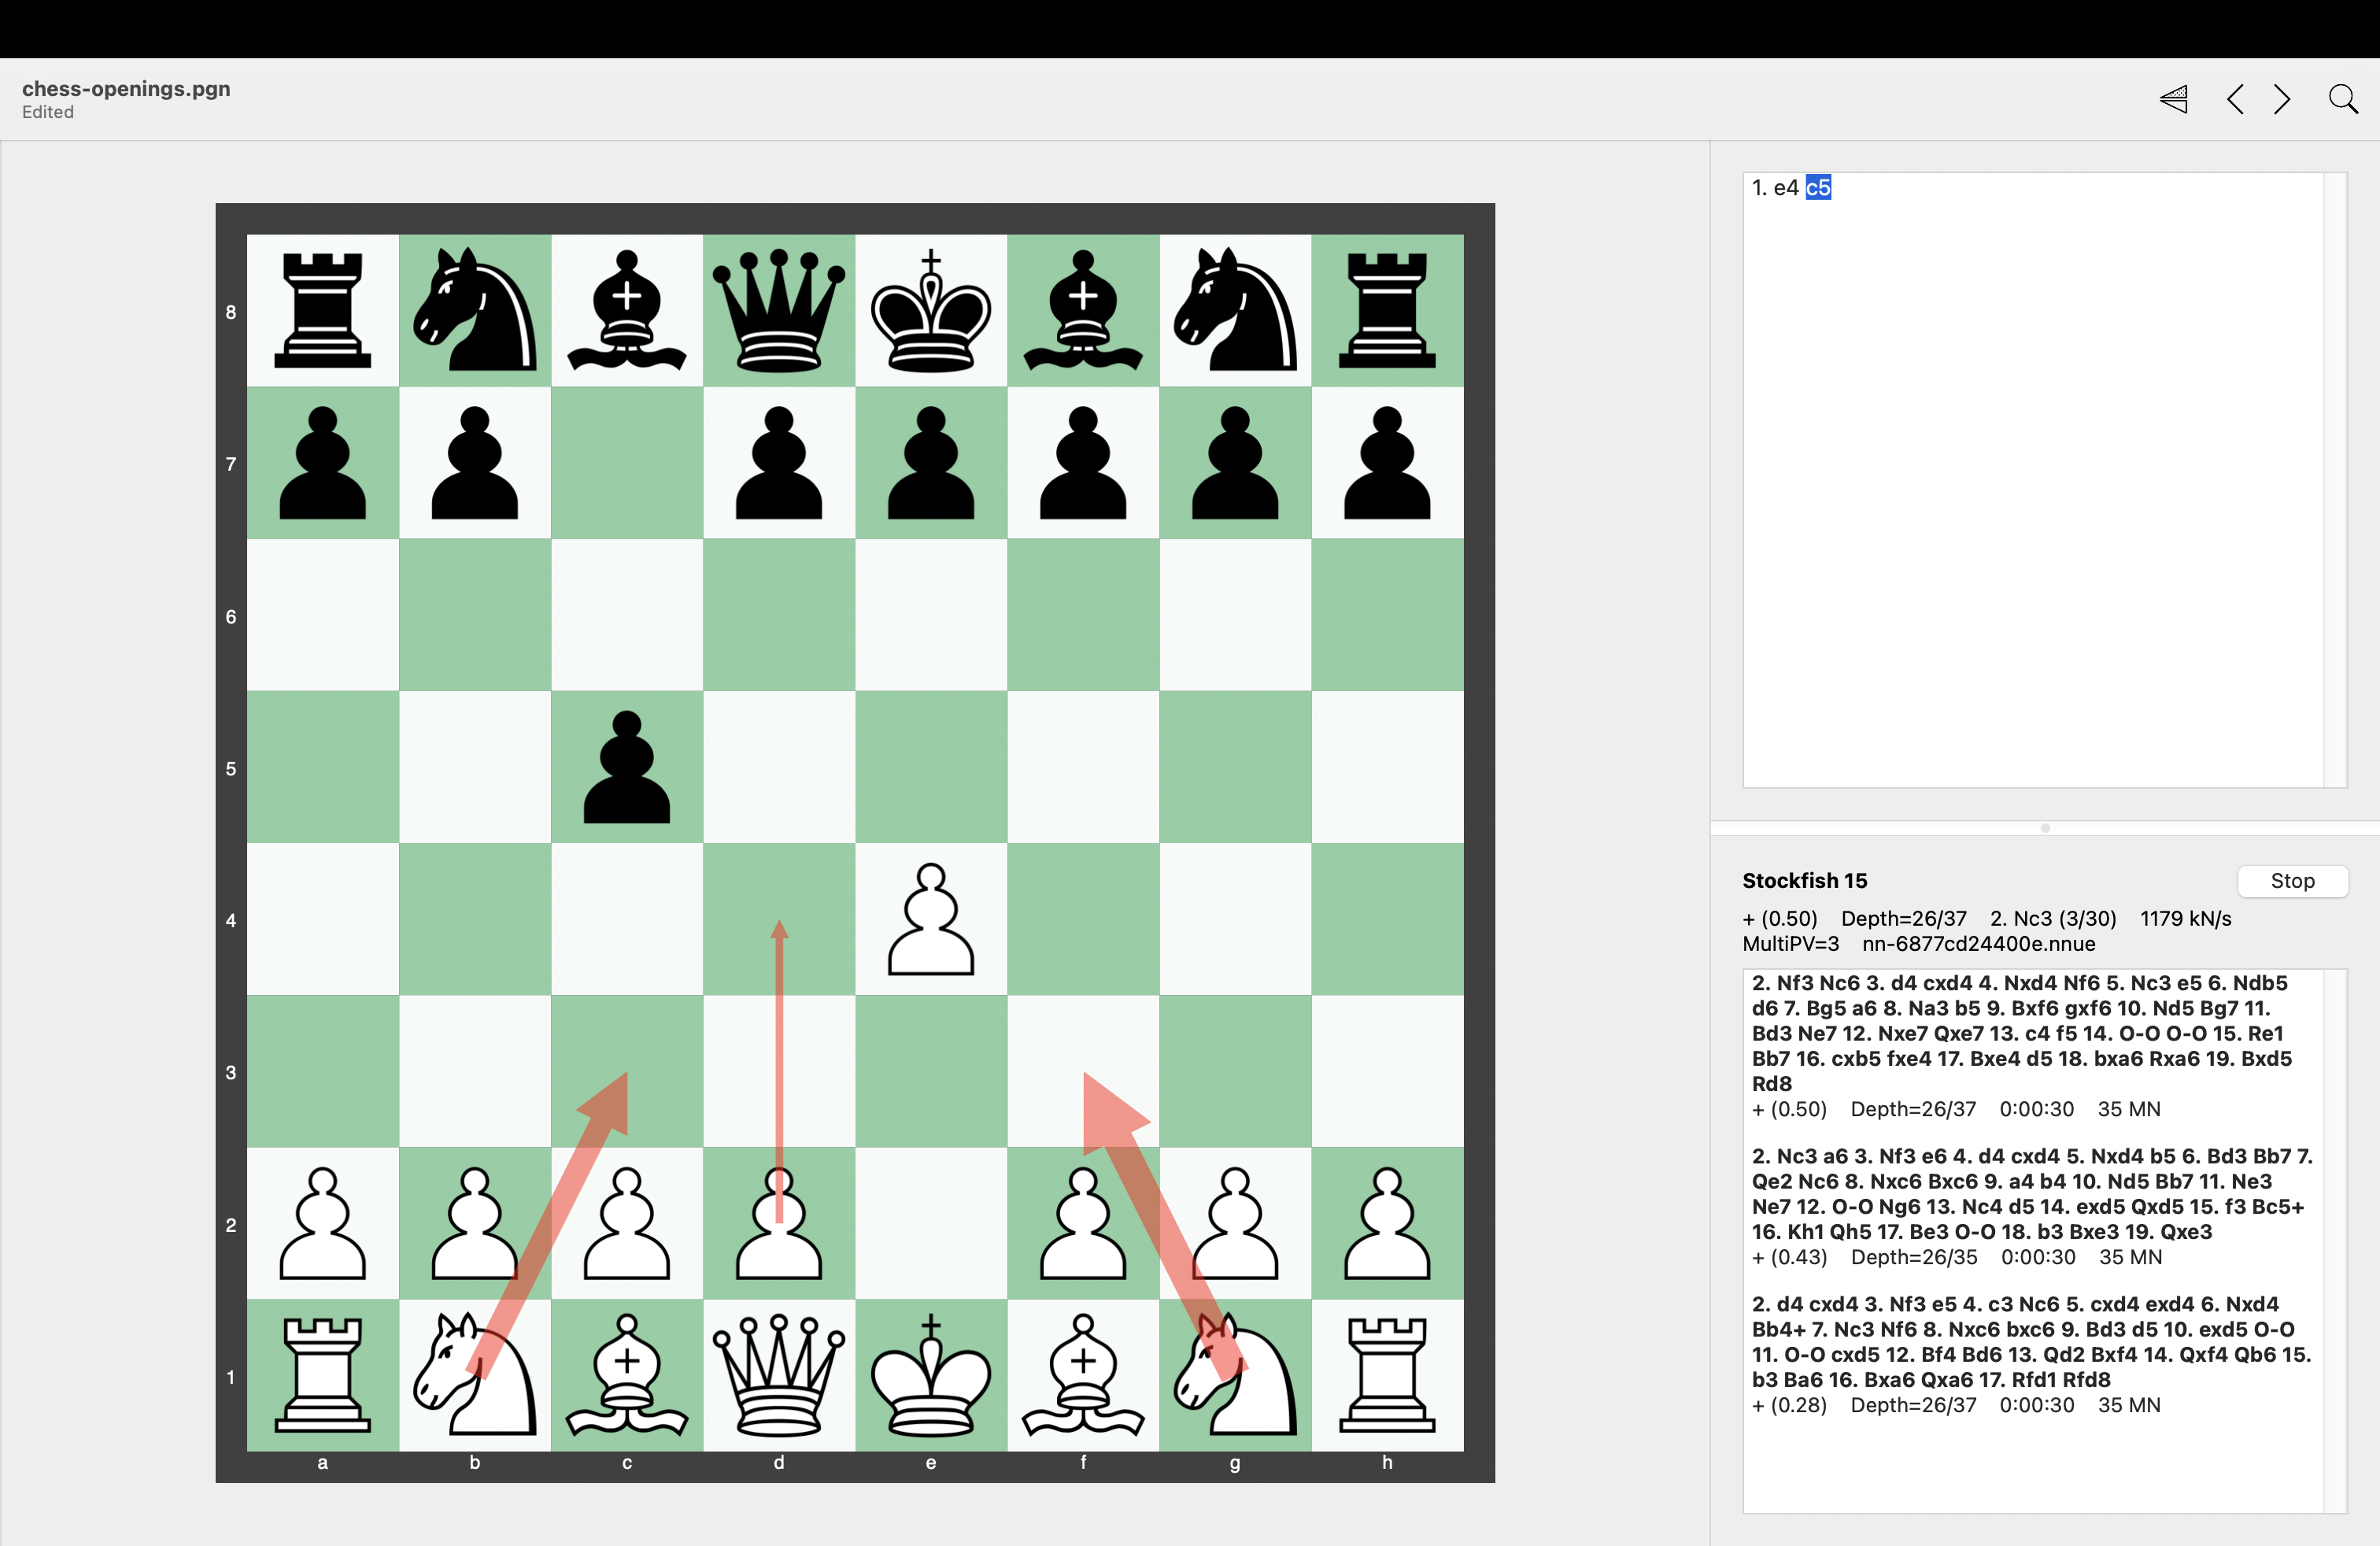 chess-openings.pgn
Edited
8
7
6
5
4
3
2
1
a b c d e f g h
1. e4 c5
Stockfish 15
Stop
+ (0.50) Depth=26/37 2. Nc3 (3/30) 1179 kN/s
MultiPV=3 nn-6877cd24400e.nnue
2. Nf3 Nc6 3. d4 cxd4 4. Nxd4 Nf6 5. Nc3 e5 6. Ndb5
d6 7. Bg5 a6 8. Na3 b5 9. Bxf6 gxf6 10. Nd5 Bg7 11.
Bd3 Ne7 12. Nxe7 Qxe7 13. c4 f5 14. O-O O-O 15. Re1
Bb7 16. cxb5 fxe4 17. Bxe4 d5 18. bxa6 Rxa6 19. Bxd5
Rd8
+ (0.50) Depth=26/37 0:00:30 35 MN
2. Nc3 a6 3. Nf3 e6 4. d4 cxd4 5. Nxd4 b5 6. Bd3 Bb7 7.
Qe2 Nc6 8. Nxc6 Bxc6 9. a4 b4 10. Nd5 Bb7 11. Ne3
Ne7 12. O-O Ng6 13. Nc4 d5 14. exd5 Qxd5 15. f3 Bc5+
16. Kh1 Qh5 17. Be3 O-O 18. b3 Bxe3 19. Qxe3
+ (0.43) Depth=26/35 0:00:30 35 MN
2. d4 cxd4 3. Nf3 e5 4. c3 Nc6 5. cxd4 exd4 6. Nxd4
Bb4+ 7. Nc3 Nf6 8. Nxc6 bxc6 9. Bd3 d5 10. exd5 O-O
11. O-O cxd5 12. Bf4 Bd6 13. Qd2 Bxf4 14. Qxf4 Qb6 15.
b3 Ba6 16. Bxa6 Qxa6 17. Rfd1 Rfd8
+ (0.28) Depth=26/37 0:00:30 35 MN